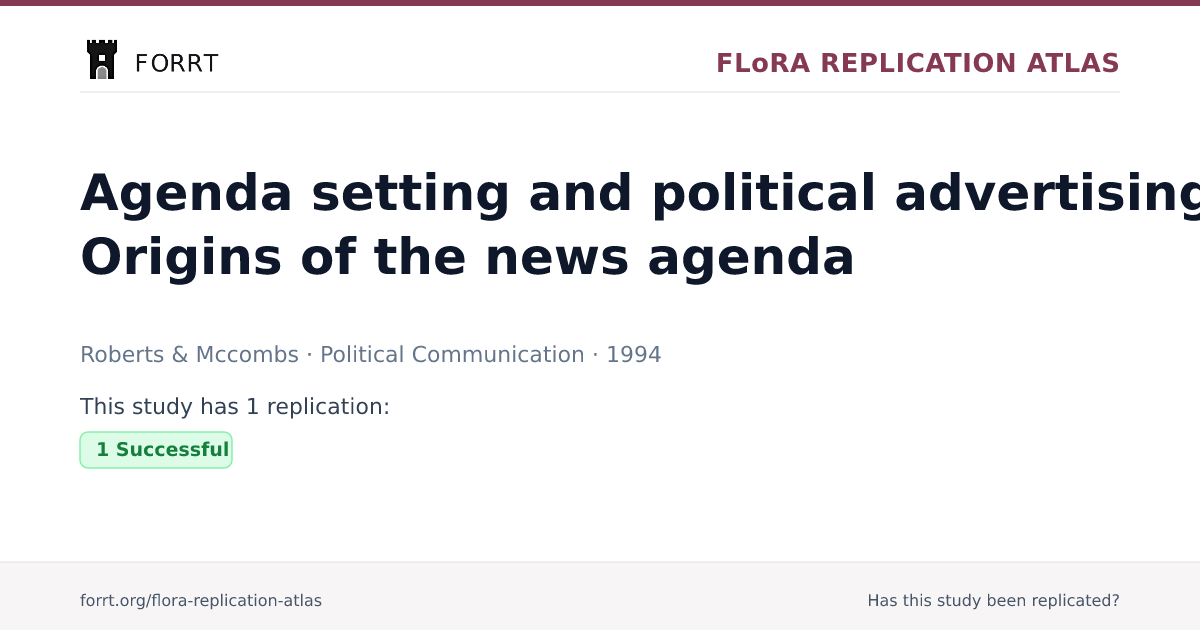 FORRT
FLoRA REPLICATION ATLAS
Agenda setting and political advertising
Origins of the news agenda
Roberts & Mccombs · Political Communication · 1994
This study has 1 replication:
1 Successful
forrt.org/flora-replication-atlas
Has this study been replicated?